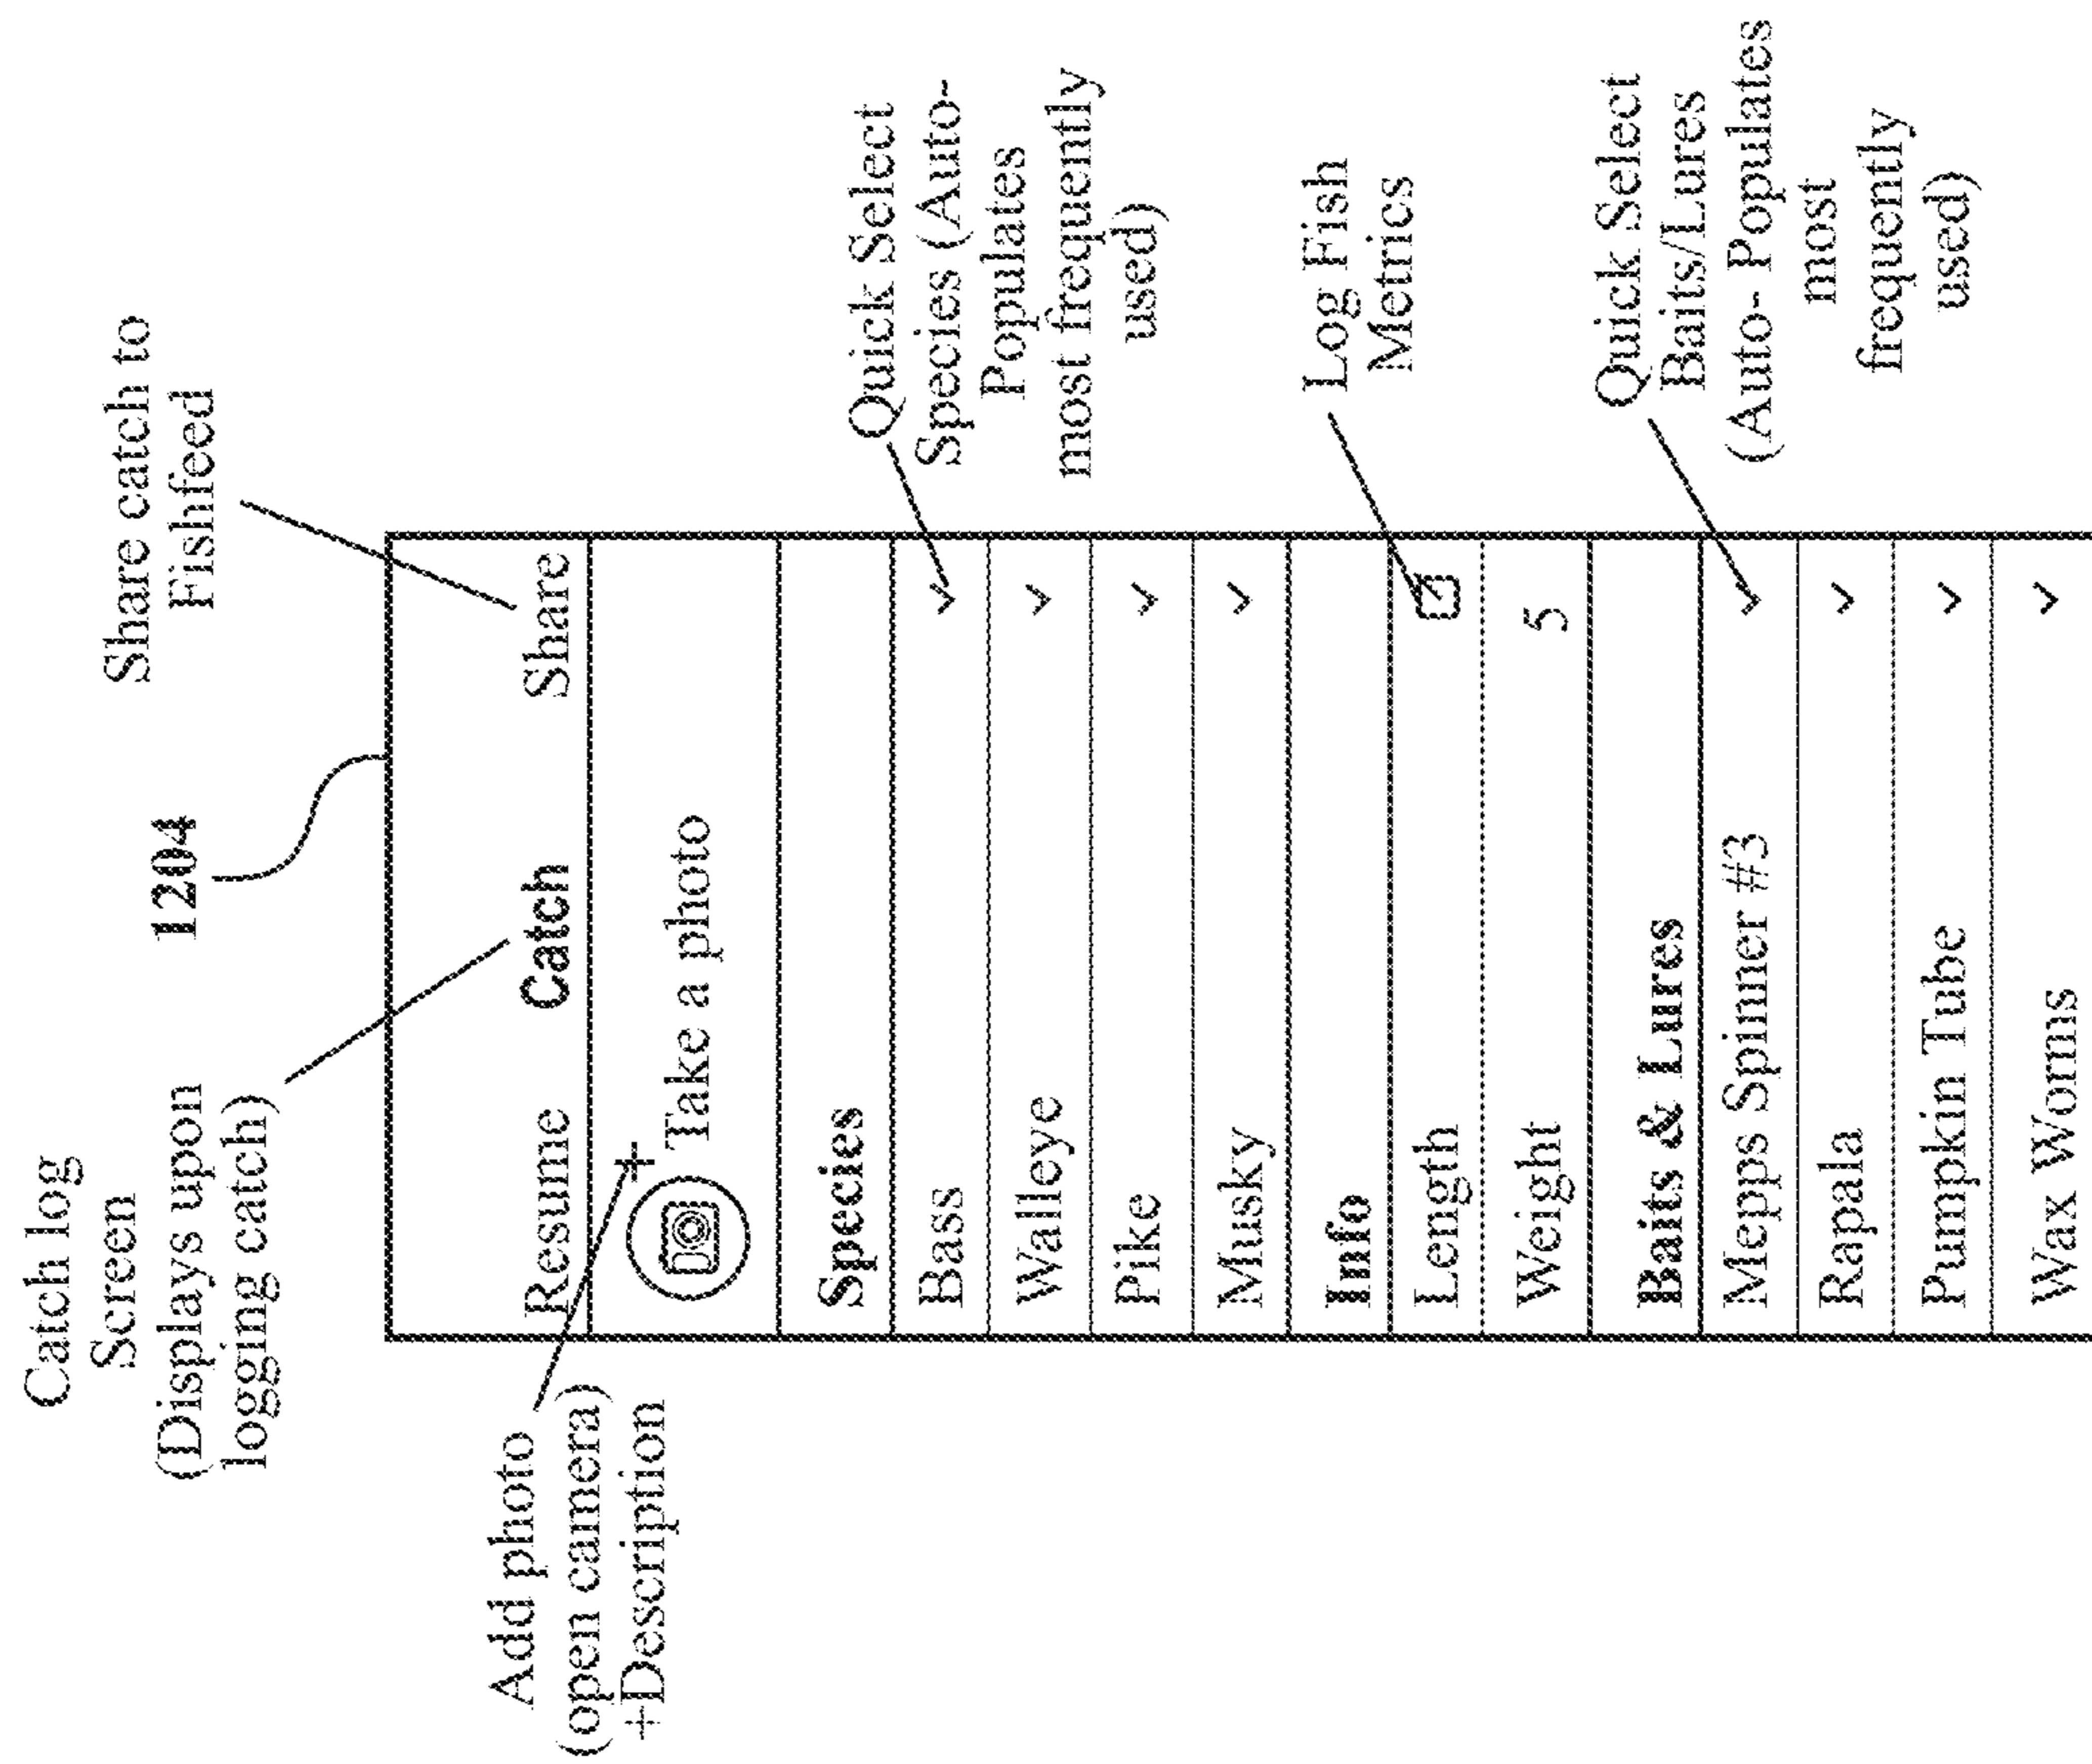 Catch log
Screen
(Displays upon
logging catch)
1204
Share catch to
Fishfeed
Add photo
(open camera)
+Description
Resume Catch Share
+
Take a photo
Species
Bass
Walleye
Pike
Musky
Quick Select
Species (Auto-
Populates
most frequently
used)
Info
Length
Weight 5
Log Fish
Metrics
Baits & Lures
Mepps Spinner #3
Rapala
Pumpkin Tube
Wax Worms
Quick Select
Baits/Lures
(Auto- Populates
most
frequently
used)